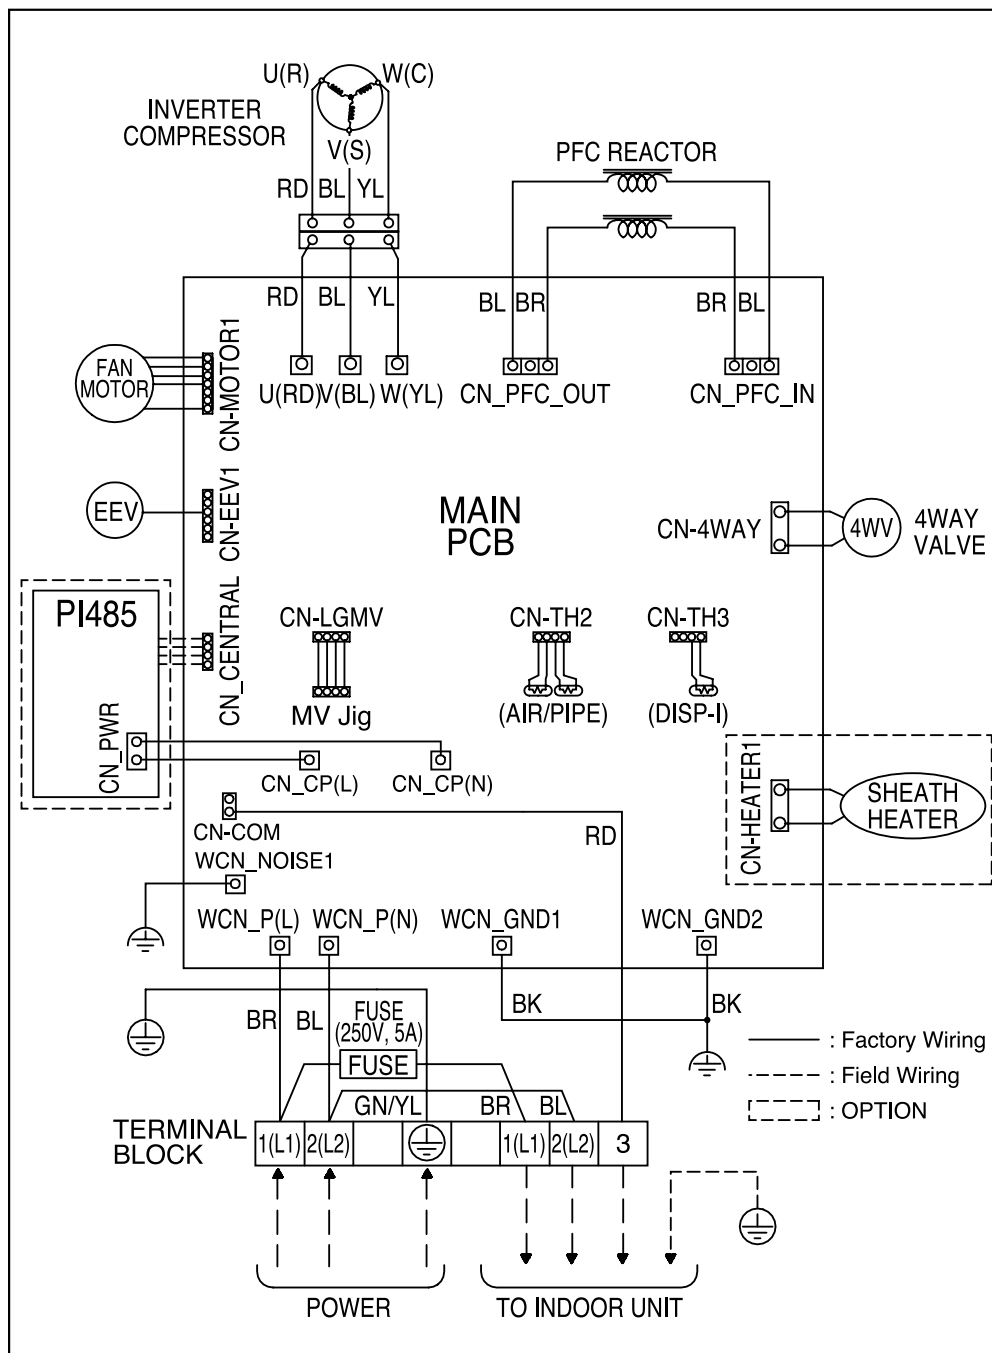 U(R)
W(C)
INVERTER
COMPRESSOR
V(S)
PFC REACTOR
RD BL YL
RD BL YL
BL BR
BR BL
FAN
MOTOR
CN-MOTOR1
U(RD) V(BL) W(YL)
CN_PFC_OUT
CN_PFC_IN
EEV
CN-EEV1
MAIN
PCB
CN-4WAY
4WV
4WAY
VALVE
PI485
CN_CENTRAL
CN-LGMV
MV Jig
CN-TH2
(AIR/PIPE)
CN-TH3
(DISP-I)
CN_PWR
CN_CP(L)
CN_CP(N)
CN-HEATER1
SHEATH
HEATER
CN-COM
RD
WCN_NOISE1
WCN_P(L)
WCN_P(N)
WCN_GND1
WCN_GND2
BR
BL
FUSE
(250V, 5A)
FUSE
BK
BK
GN/YL
BR
BL
: Factory Wiring
: Field Wiring
: OPTION
TERMINAL
BLOCK
1(L1) 2(L2) 1(L1) 2(L2) 3
POWER
TO INDOOR UNIT